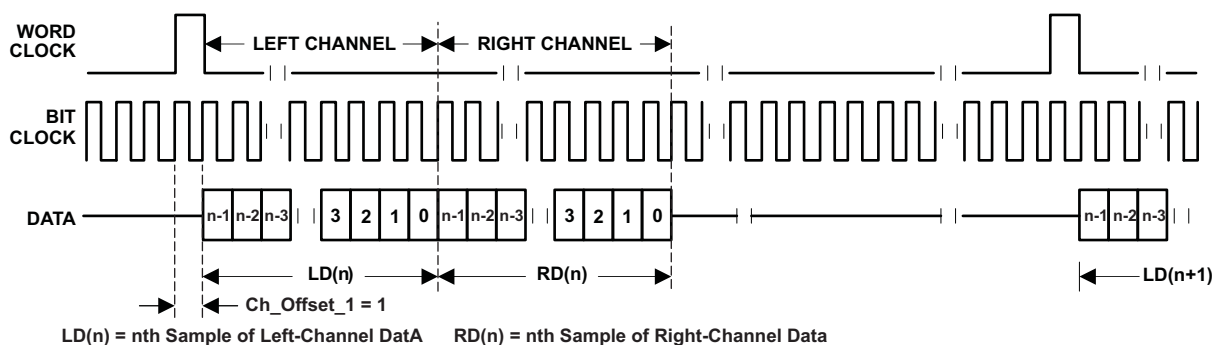 WORD
CLOCK
LEFT CHANNEL
RIGHT CHANNEL
BIT
CLOCK
DATA
n-1 n-2 n-3 3 2 1 0 n-1 n-2 n-3 3 2 1 0 n-1 n-2 n-3
LD(n)
RD(n)
LD(n+1)
Ch_Offset_1 = 1
LD(n) = nth Sample of Left-Channel DatA RD(n) = nth Sample of Right-Channel Data